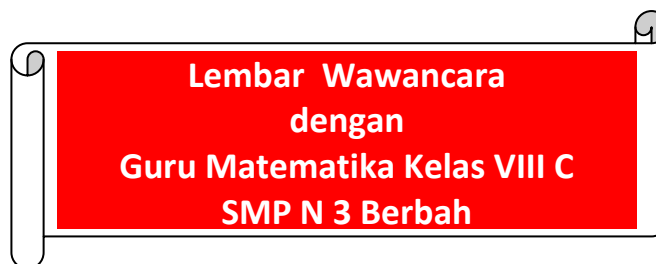 Lembar Wawancara
dengan
Guru Matematika Kelas VIII C
SMP N 3 Berbah